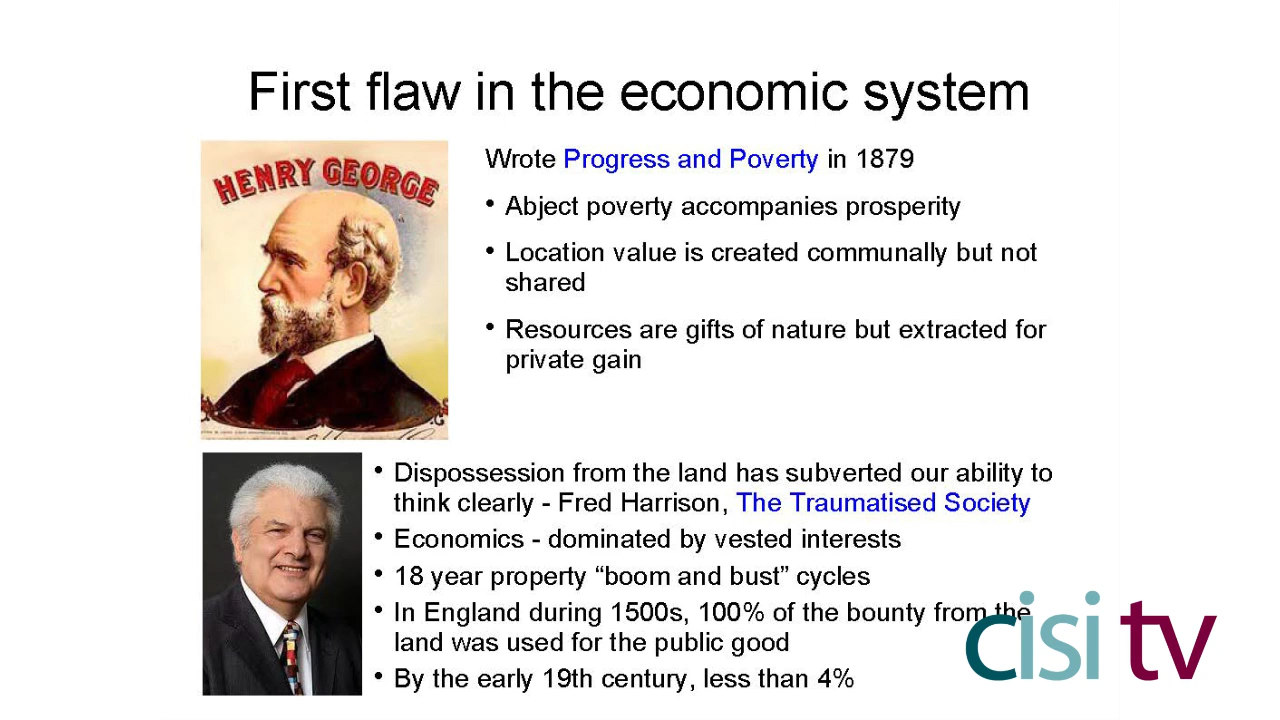 First flaw in the economic system
HENRY GEORGE
Wrote Progress and Poverty in 1879
• Abject poverty accompanies prosperity
• Location value is created communally but not
shared
• Resources are gifts of nature but extracted for
private gain
• Dispossession from the land has subverted our ability to
think clearly - Fred Harrison, The Traumatised Society
• Economics - dominated by vested interests
• 18 year property “boom and bust” cycles
• In England during 1500s, 100% of the bounty from the
land was used for the public good
• By the early 19th century, less than 4%
cisi tv